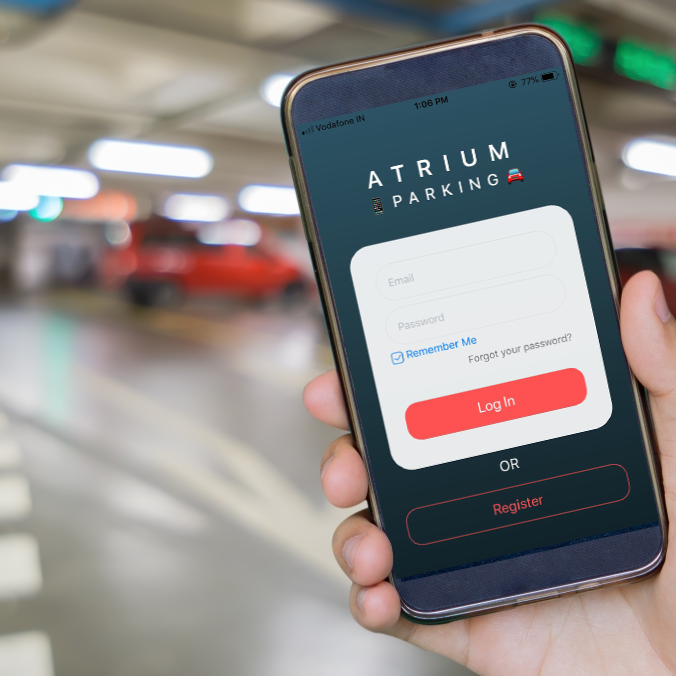 Vodafone IN
1:06 PM
77%
ATRIUM
PARKING
Email
Password
Remember Me
Forgot your password?
Log In
OR
Register